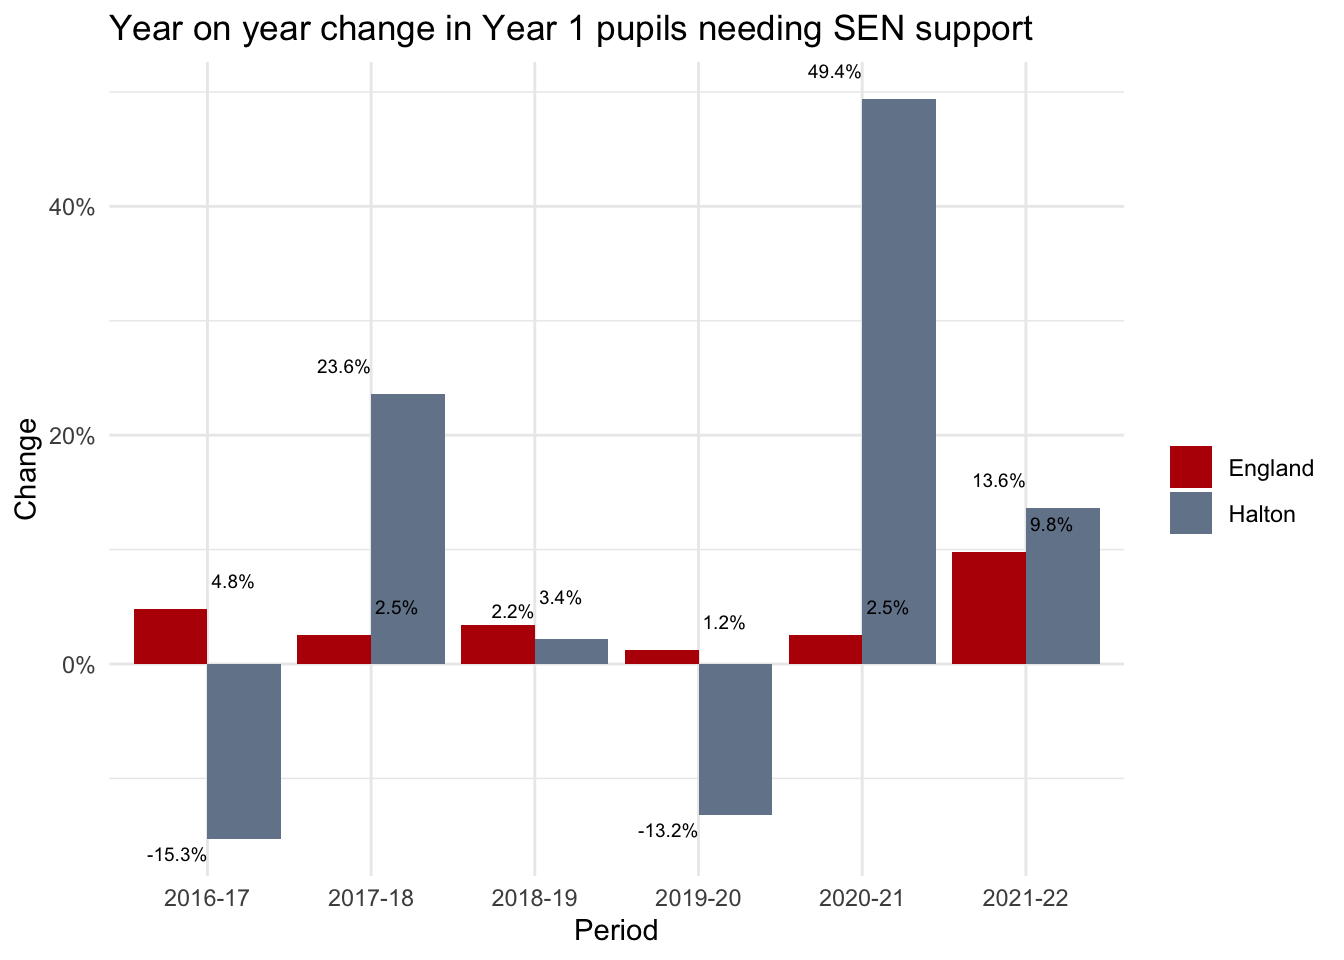 Year on year change in Year 1 pupils needing SEN support
49.4%
40%
23.6%
20%
Change
13.6%
9.8%
England
Halton
4.8%
2.5%
2.2%
3.4%
1.2%
2.5%
0%
-15.3%
-13.2%
2016-17 2017-18 2018-19 2019-20 2020-21 2021-22
Period